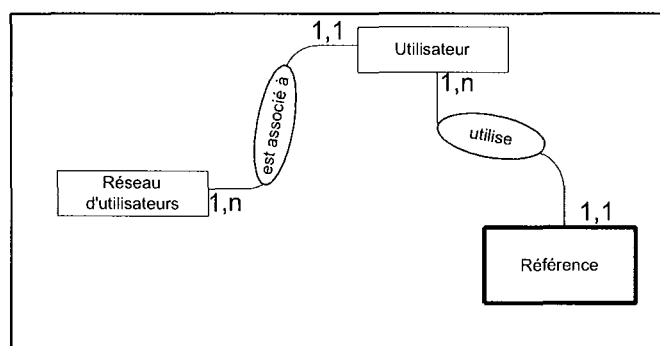 1,1
Utilisateur
1,n
est associé à
utilise
Réseau
d'utilisateurs
1,n
1,1
Référence